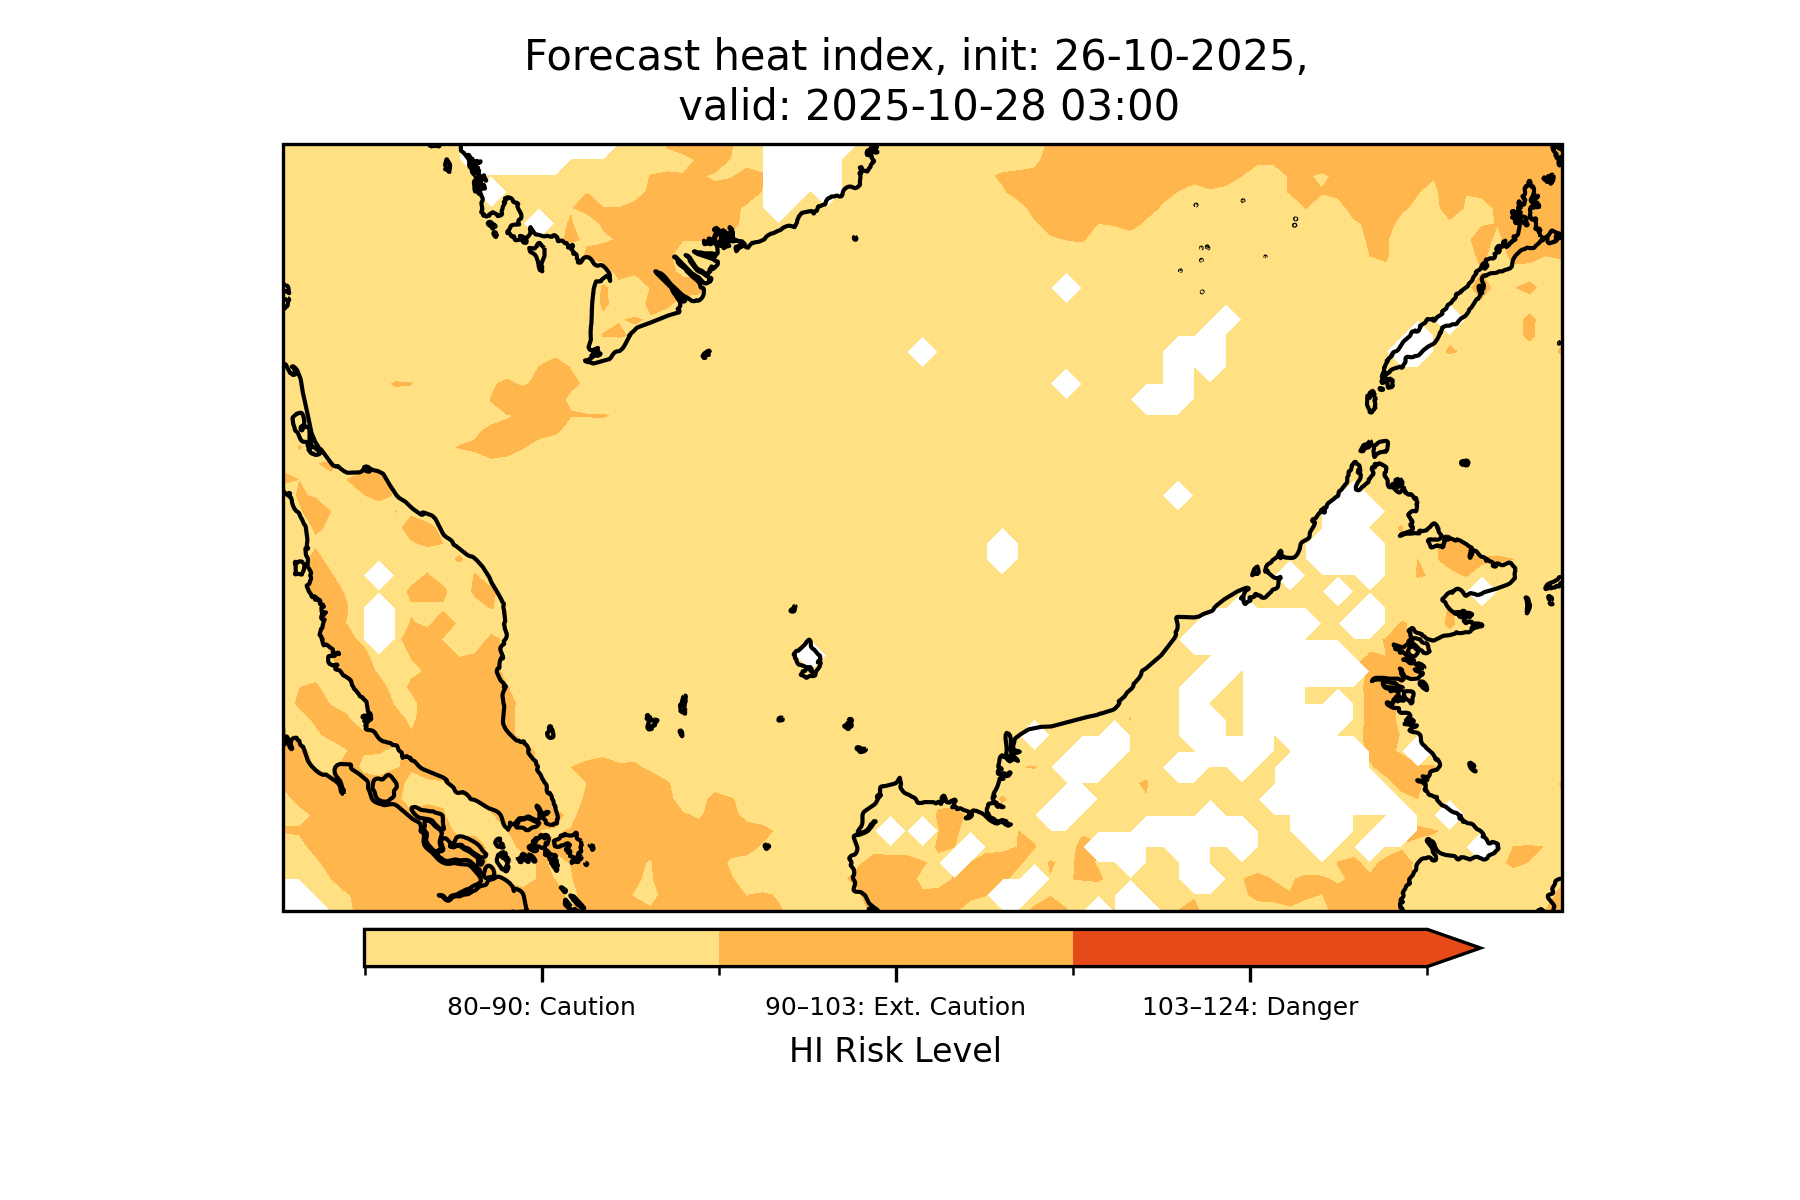 Forecast heat index, init: 26-10-2025,
valid: 2025-10-28 03:00
80–90: Caution
90–103: Ext. Caution
103–124: Danger
HI Risk Level